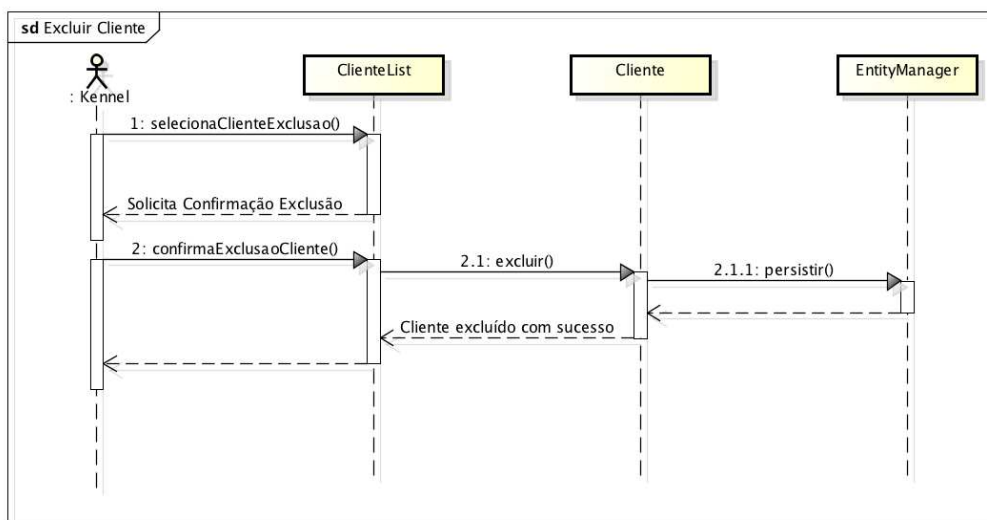 sd Excluir Cliente
: Kennel
ClienteList
Cliente
EntityManager
1: selecionaClienteExclusao()
Solicita Confirmação Exclusão
2: confirmaExclusaoCliente()
2.1: excluir()
2.1.1: persistir()
Cliente excluído com sucesso